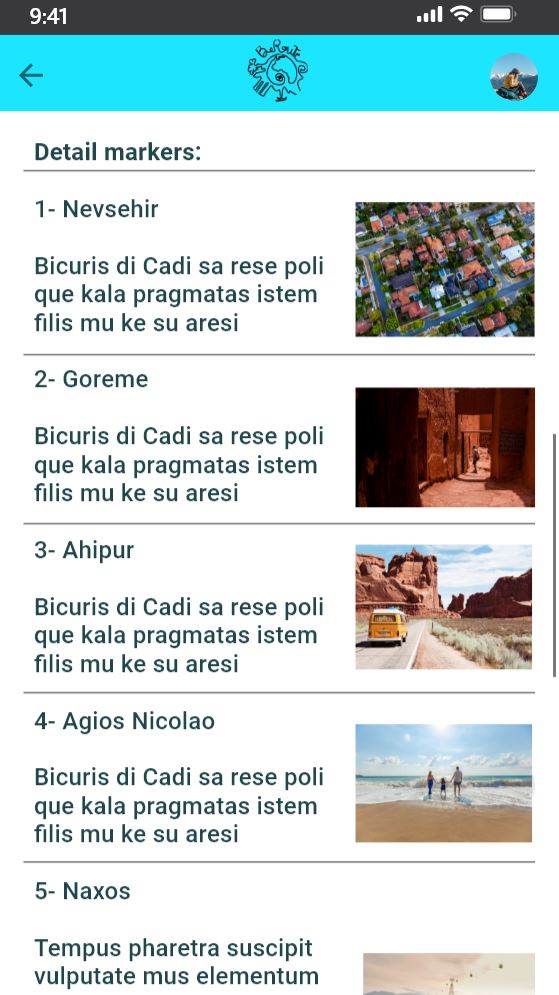 9:41
BeRoute
Detail markers:
1- Nevsehir
Bicuris di Cadi sa rese poli
que kala pragmatas istem
filis mu ke su aresi
2- Goreme
Bicuris di Cadi sa rese poli
que kala pragmatas istem
filis mu ke su aresi
3- Ahipur
Bicuris di Cadi sa rese poli
que kala pragmatas istem
filis mu ke su aresi
4- Agios Nicolao
Bicuris di Cadi sa rese poli
que kala pragmatas istem
filis mu ke su aresi
5- Naxos
Tempus pharetra suscipit
vulputate mus elementum